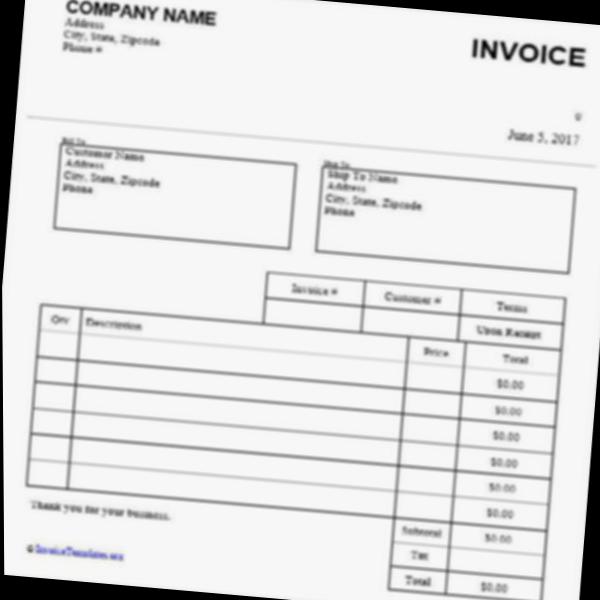 COMPANY NAME
Address
City, State, Zipcode
Phone #
INVOICE
June 5, 2017
Bill To
Customer Name
Address
City, State, Zipcode
Phone
Ship To
Ship To Name
Address
City, State, Zipcode
Phone
Invoice # Customer # Terms
Upon Receipt
Qty Description Price Total
$0.00
$0.00
$0.00
$0.00
$0.00
$0.00
Thank you for your business.
Subtotal $0.00
Tax
Total $0.00